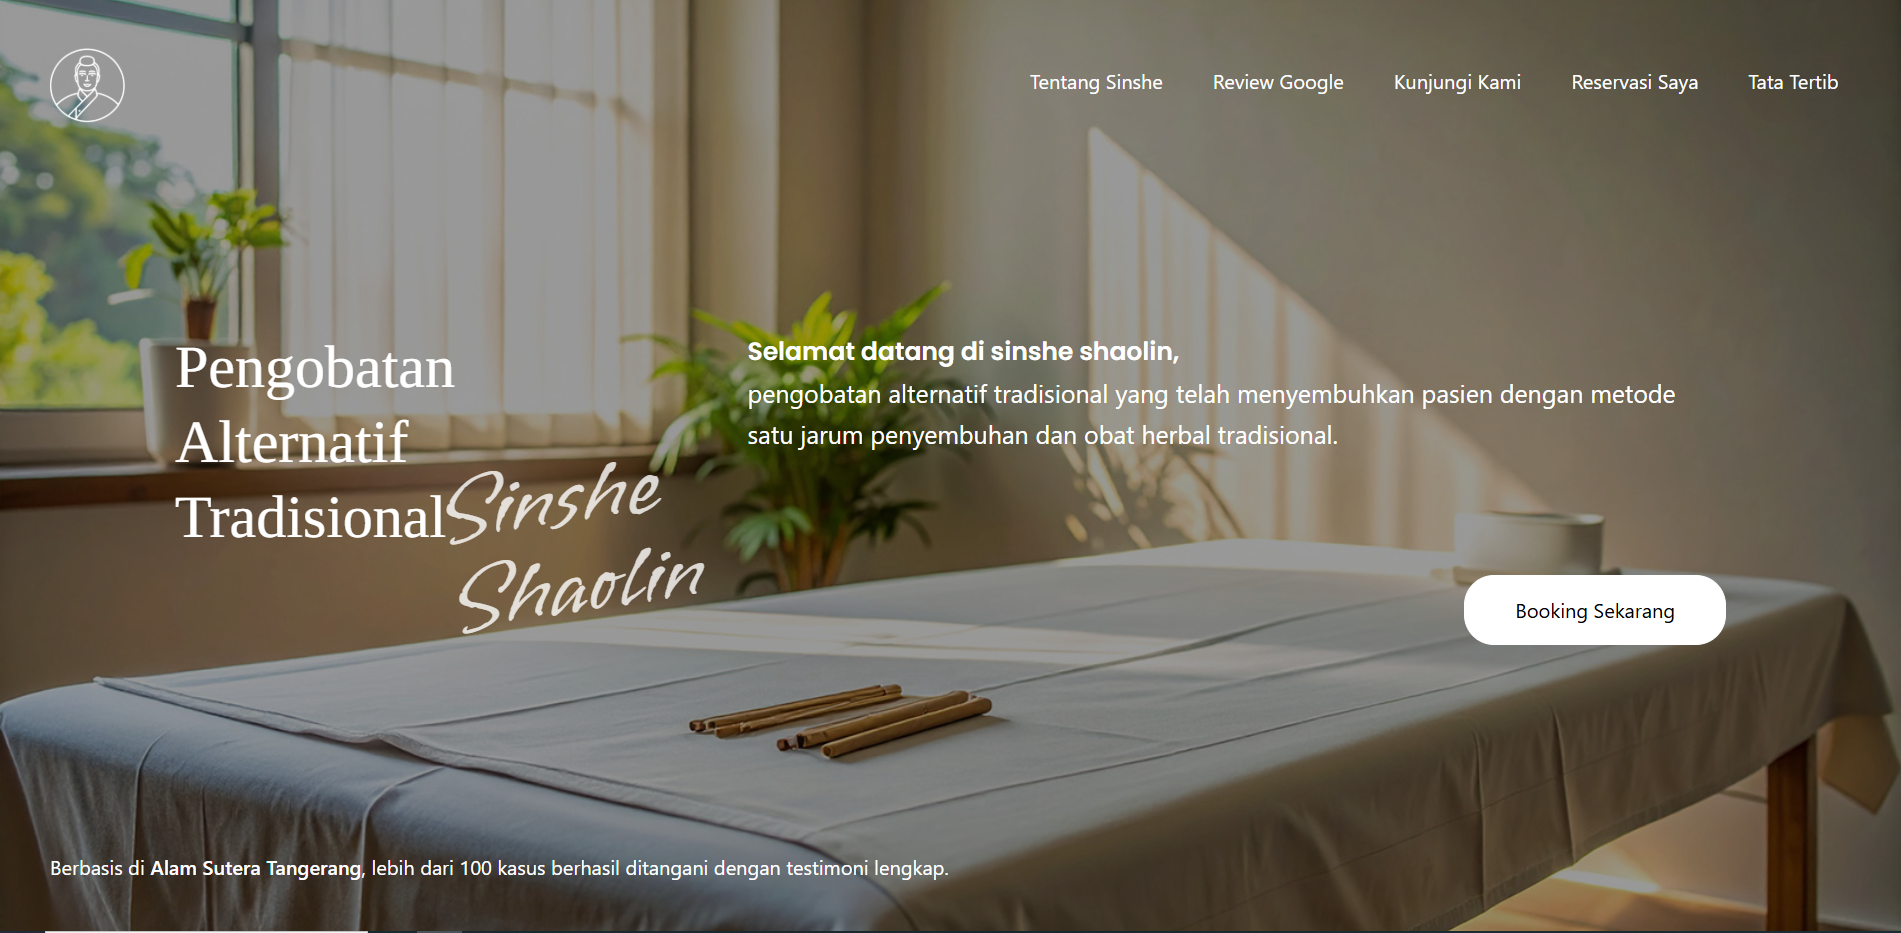 Tentang Sinshe
Review Google
Kunjungi Kami
Reservasi Saya
Tata Tertib
Pengobatan
Alternatif
Tradisional
Sinshe
Shaolin
Selamat datang di sinshe shaolin,
pengobatan alternatif tradisional yang telah menyembuhkan pasien dengan metode
satu jarum penyembuhan dan obat herbal tradisional.
Booking Sekarang
Berbasis di Alam Sutera Tangerang, lebih dari 100 kasus berhasil ditangani dengan testimoni lengkap.